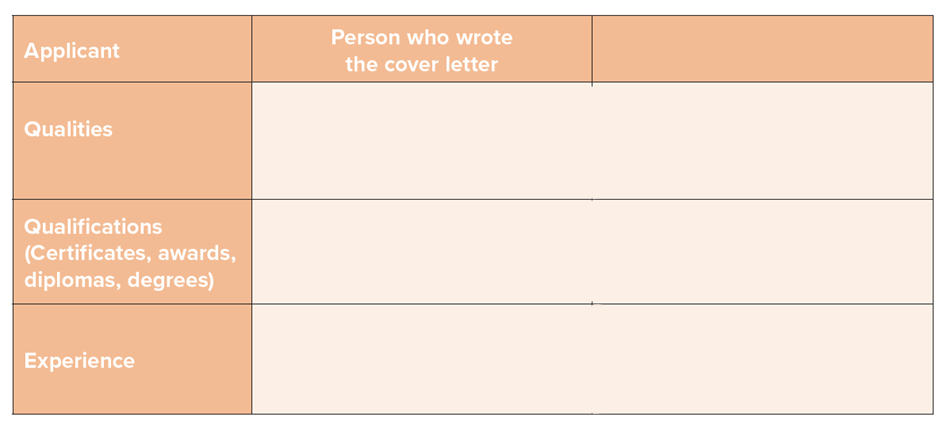 Applicant
Person who wrote
the cover letter
Qualities
Qualifications
(Certificates, awards,
diplomas, degrees)
Experience